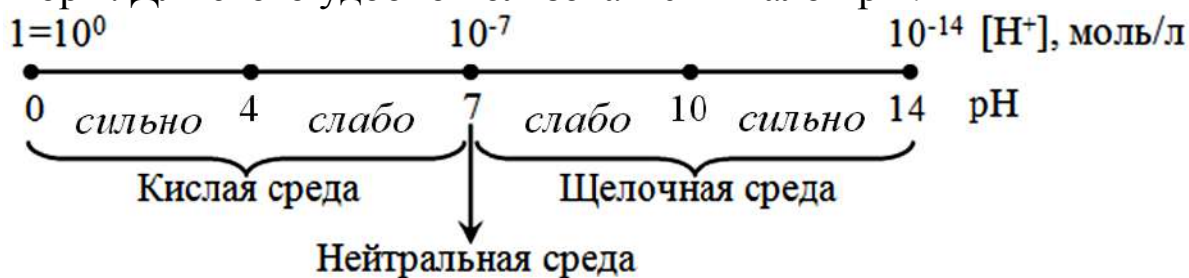 1=10⁰ 10⁻⁷ 10⁻¹⁴ [H⁺], моль/л
0 сильно 4 слабо 7 слабо 10 сильно 14 pH
Кислая среда Щелочная среда
Нейтральная среда